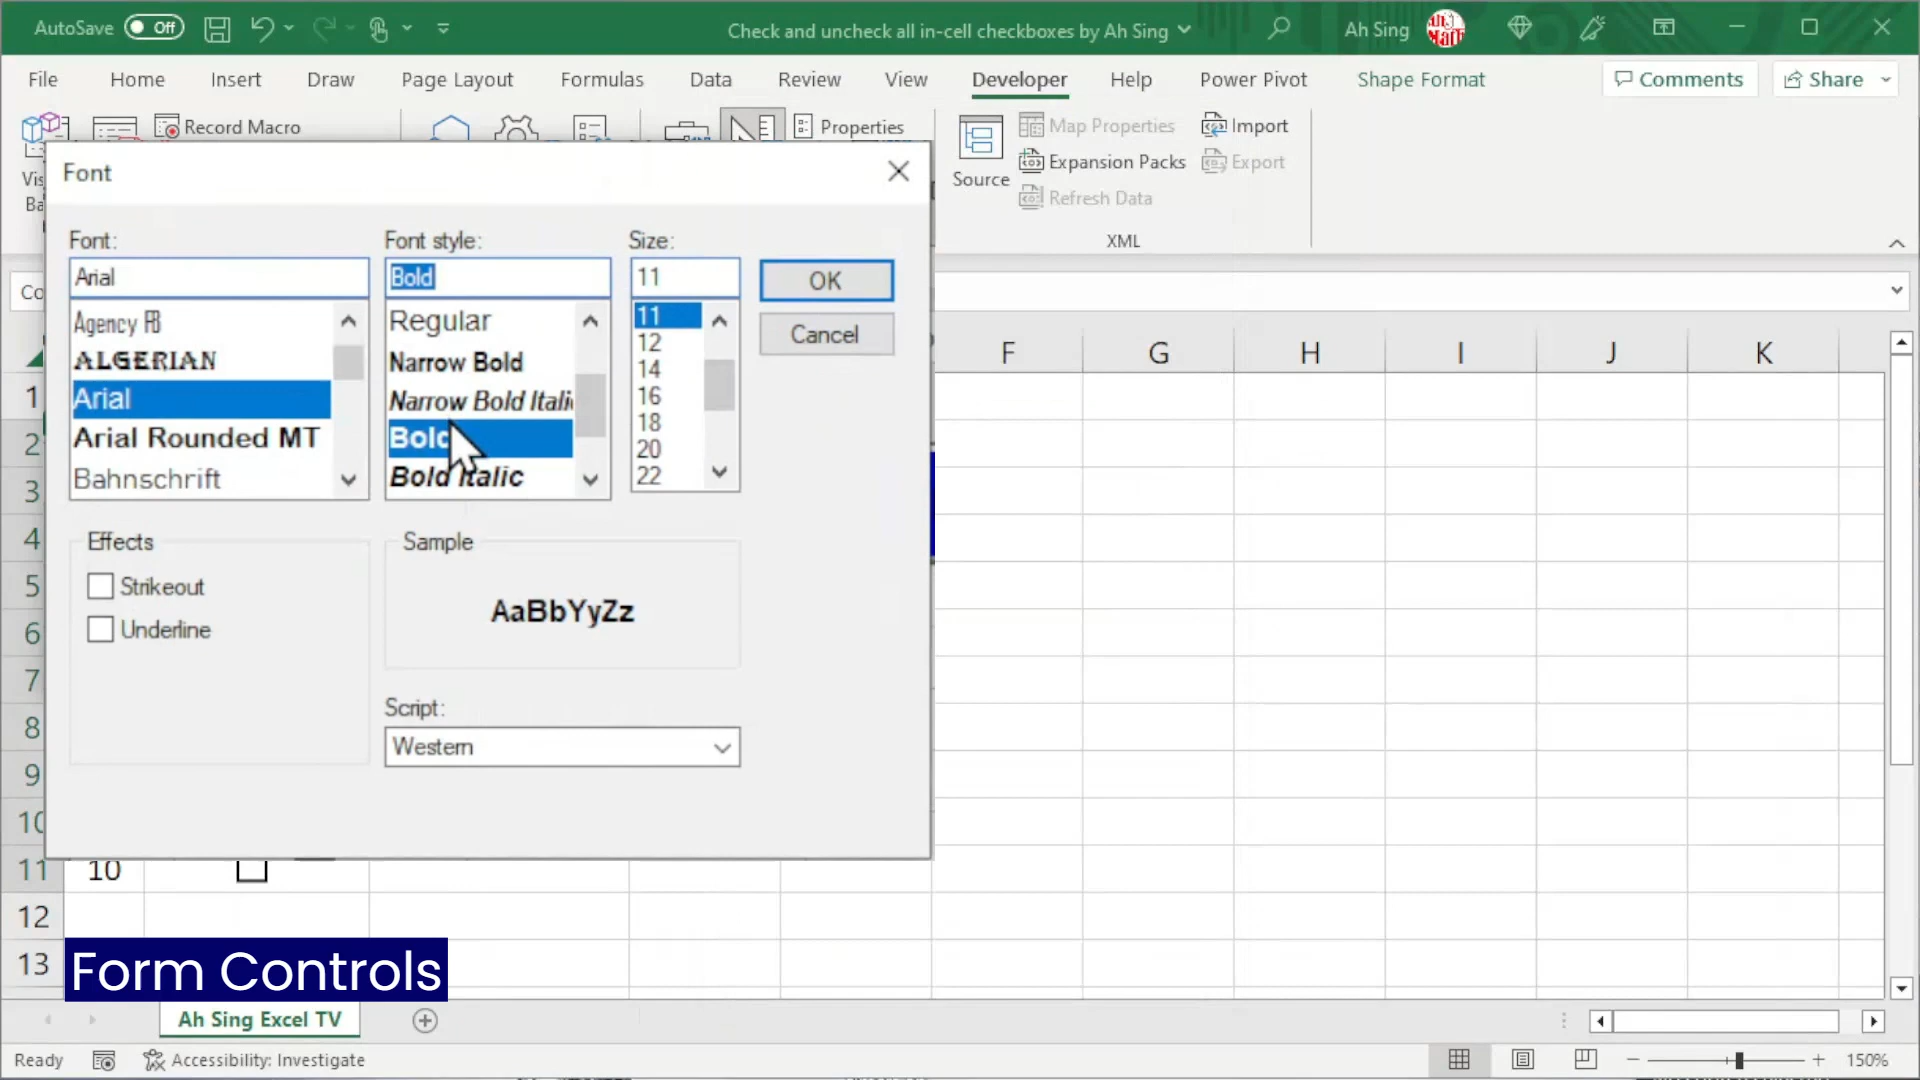 AutoSave Off
Check and uncheck all in-cell checkboxes by Ah Sing
Ah Sing
File Home Insert Draw Page Layout Formulas Data Review View Developer Help Power Pivot Shape Format Comments Share
Record Macro
Properties
Map Properties
Import
Expansion Packs
Export
Source
Refresh Data
XML
Font
Font:
Font style:
Size:
Arial
Bold
11
OK
Cancel
Agency FB
ALGERIAN
Arial
Arial Rounded MT
Bahnschrift
Regular
Narrow Bold
Narrow Bold Itali
Bold
Bold Italic
11
12
14
16
18
20
22
Effects
Strikeout
Underline
Sample
AaBbYyZz
Script:
Western
F G H I J K
1
2
3
4
5
6
7
8
9
10
11 10
12
13
Form Controls
Ah Sing Excel TV
Ready
Accessibility: Investigate
150%